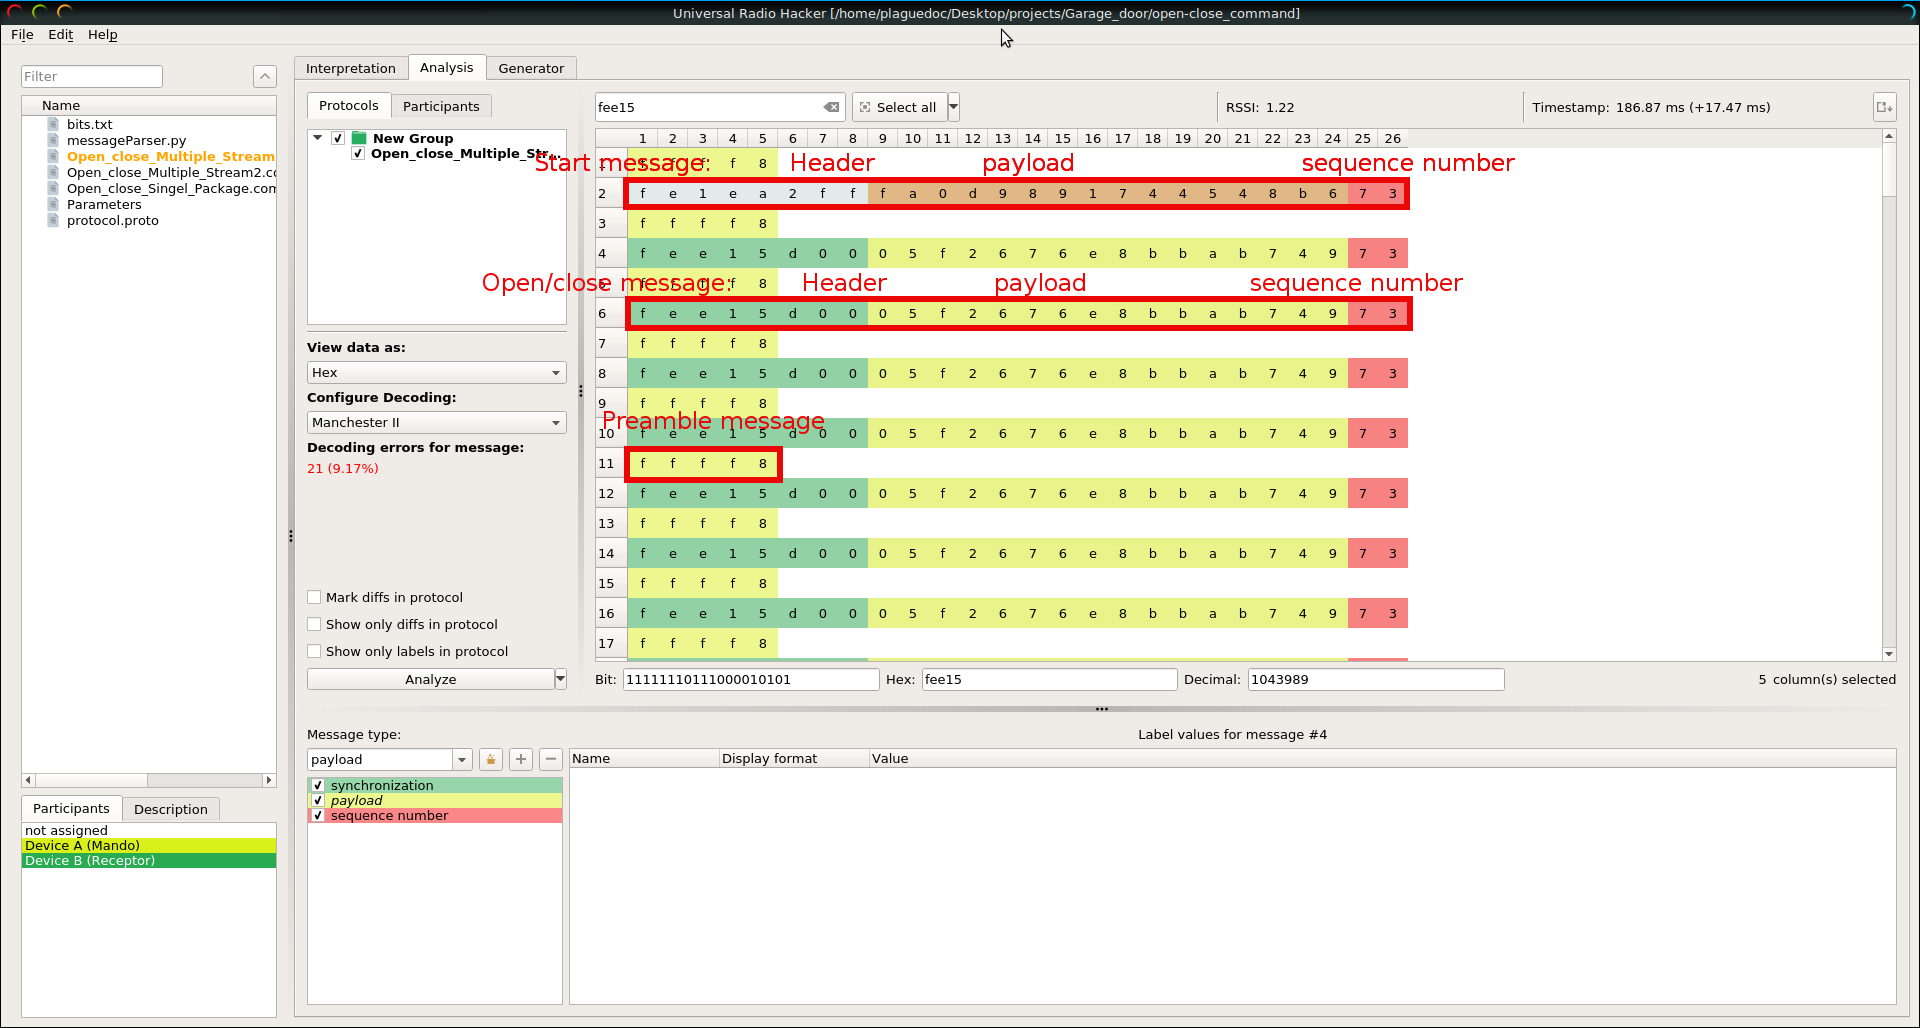 Universal Radio Hacker [/home/plaguedoc/Desktop/projects/Garage_door/open-close_command]
File Edit Help
Filter
Name
bits.txt
messageParser.py
Open_close_Multiple_Stream
Open_close_Multiple_Stream2.co
Open_close_Singel_Package.com
Parameters
protocol.proto
Participants Description
not assigned
Device A (Mando)
Device B (Receptor)
Interpretation Analysis Generator
Protocols Participants
New Group
Open_close_Multiple_Str...
View data as:
Hex
Configure Decoding:
Manchester II
Decoding errors for message:
21 (9.17%)
Mark diffs in protocol
Show only diffs in protocol
Show only labels in protocol
Analyze
fee15 Select all RSSI: 1.22 Timestamp: 186.87 ms (+17.47 ms)
1 2 3 4 5 6 7 8 9 10 11 12 13 14 15 16 17 18 19 20 21 22 23 24 25 26
Start message: Header payload sequence number
1 f 8
2 f e 1 e a 2 f f f a 0 d 9 8 9 1 7 4 4 5 4 8 b 6 7 3
3 f f f f 8
4 f e e 1 5 d 0 0 0 5 f 2 6 7 6 e 8 b b a b 7 4 9 7 3
Open/close message: Header payload sequence number
f 8
6 f e e 1 5 d 0 0 0 5 f 2 6 7 6 e 8 b b a b 7 4 9 7 3
7 f f f f 8
8 f e e 1 5 d 0 0 0 5 f 2 6 7 6 e 8 b b a b 7 4 9 7 3
9 f f f f 8
Preamble message
10 f e e 1 5 d 0 0 0 5 f 2 6 7 6 e 8 b b a b 7 4 9 7 3
11 f f f f 8
12 f e e 1 5 d 0 0 0 5 f 2 6 7 6 e 8 b b a b 7 4 9 7 3
13 f f f f 8
14 f e e 1 5 d 0 0 0 5 f 2 6 7 6 e 8 b b a b 7 4 9 7 3
15 f f f f 8
16 f e e 1 5 d 0 0 0 5 f 2 6 7 6 e 8 b b a b 7 4 9 7 3
17 f f f f 8
Bit: 11111110111000010101 Hex: fee15 Decimal: 1043989 5 column(s) selected
Message type:
payload
synchronization
payload
sequence number
Label values for message #4
Name Display format Value